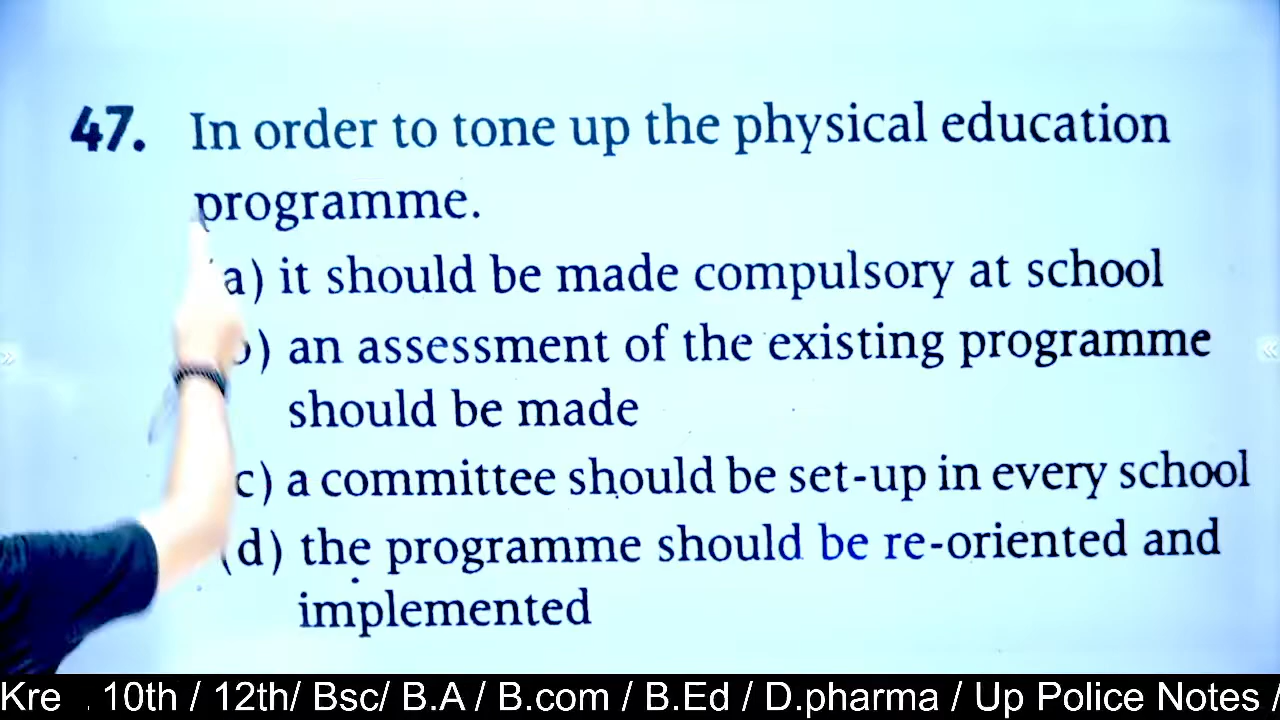 47. In order to tone up the physical education
programme.
a) it should be made compulsory at school
) an assessment of the existing programme
should be made
c) a committee should be set-up in every school
(d) the programme should be re-oriented and
implemented
Kre . 10th / 12th/ Bsc/ B.A / B.com / B.Ed / D.pharma / Up Police Notes /